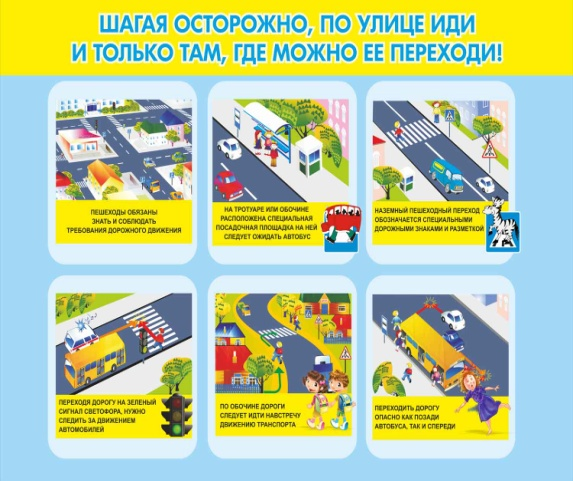 ШАГАЯ ОСТОРОЖНО, ПО УЛИЦЕ ИДИ
И ТОЛЬКО ТАМ, ГДЕ МОЖНО ЕЕ ПЕРЕХОДИ!
ПЕШЕХОДЫ ОБЯЗАНЫ
ЗНАТЬ И СОБЛЮДАТЬ
ТРЕБОВАНИЯ ДОРОЖНОГО ДВИЖЕНИЯ
НА ТРОТУАРЕ ИЛИ ОБОЧИНЕ
РАСПОЛОЖЕНА СПЕЦИАЛЬНАЯ
ПОСАДОЧНАЯ ПЛОЩАДКА НА НЕЙ
СЛЕДУЕТ ОЖИДАТЬ АВТОБУС
НАЗЕМНЫЙ ПЕШЕХОДНЫЙ ПЕРЕХОД
ОБОЗНАЧАЕТСЯ СПЕЦИАЛЬНЫМИ
ДОРОЖНЫМИ ЗНАКАМИ И РАЗМЕТКОЙ
ПЕРЕХОДЯ ДОРОГУ НА ЗЕЛЕНЫЙ
СИГНАЛ СВЕТОФОРА, НУЖНО
СЛЕДИТЬ ЗА ДВИЖЕНИЕМ
АВТОМОБИЛЕЙ
ПО ОБОЧИНЕ ДОРОГИ
СЛЕДУЕТ ИДТИ НАВСТРЕЧУ
ДВИЖЕНИЮ ТРАНСПОРТА
ПЕРЕХОДИТЬ ДОРОГУ
ОПАСНО КАК ПОЗАДИ
АВТОБУСА, ТАК И СПЕРЕДИ